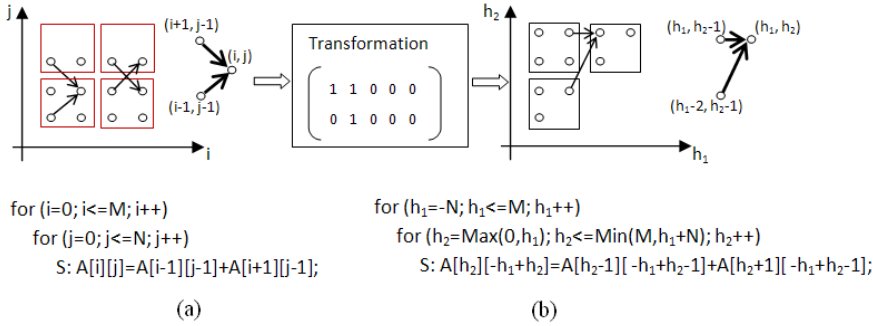 j
(i+1, j-1)
(i, j)
(i-1, j-1)
i
Transformation
1 1 0 0 0
0 1 0 0 0
h₂
(h₁, h₂-1)
(h₁, h₂)
(h₁-2, h₂-1)
h₁
for (i=0; i<=M; i++)
for (j=0; j<=N; j++)
S: A[i][j]=A[i-1][j-1]+A[i+1][j-1];
(a)
for (h₁=-N; h₁<=M; h₁++)
for (h₂=Max(0,h₁); h₂<=Min(M,h₁+N); h₂++)
S: A[h₂][-h₁+h₂]=A[h₂-1][ -h₁+h₂-1]+A[h₂+1][ -h₁+h₂-1];
(b)